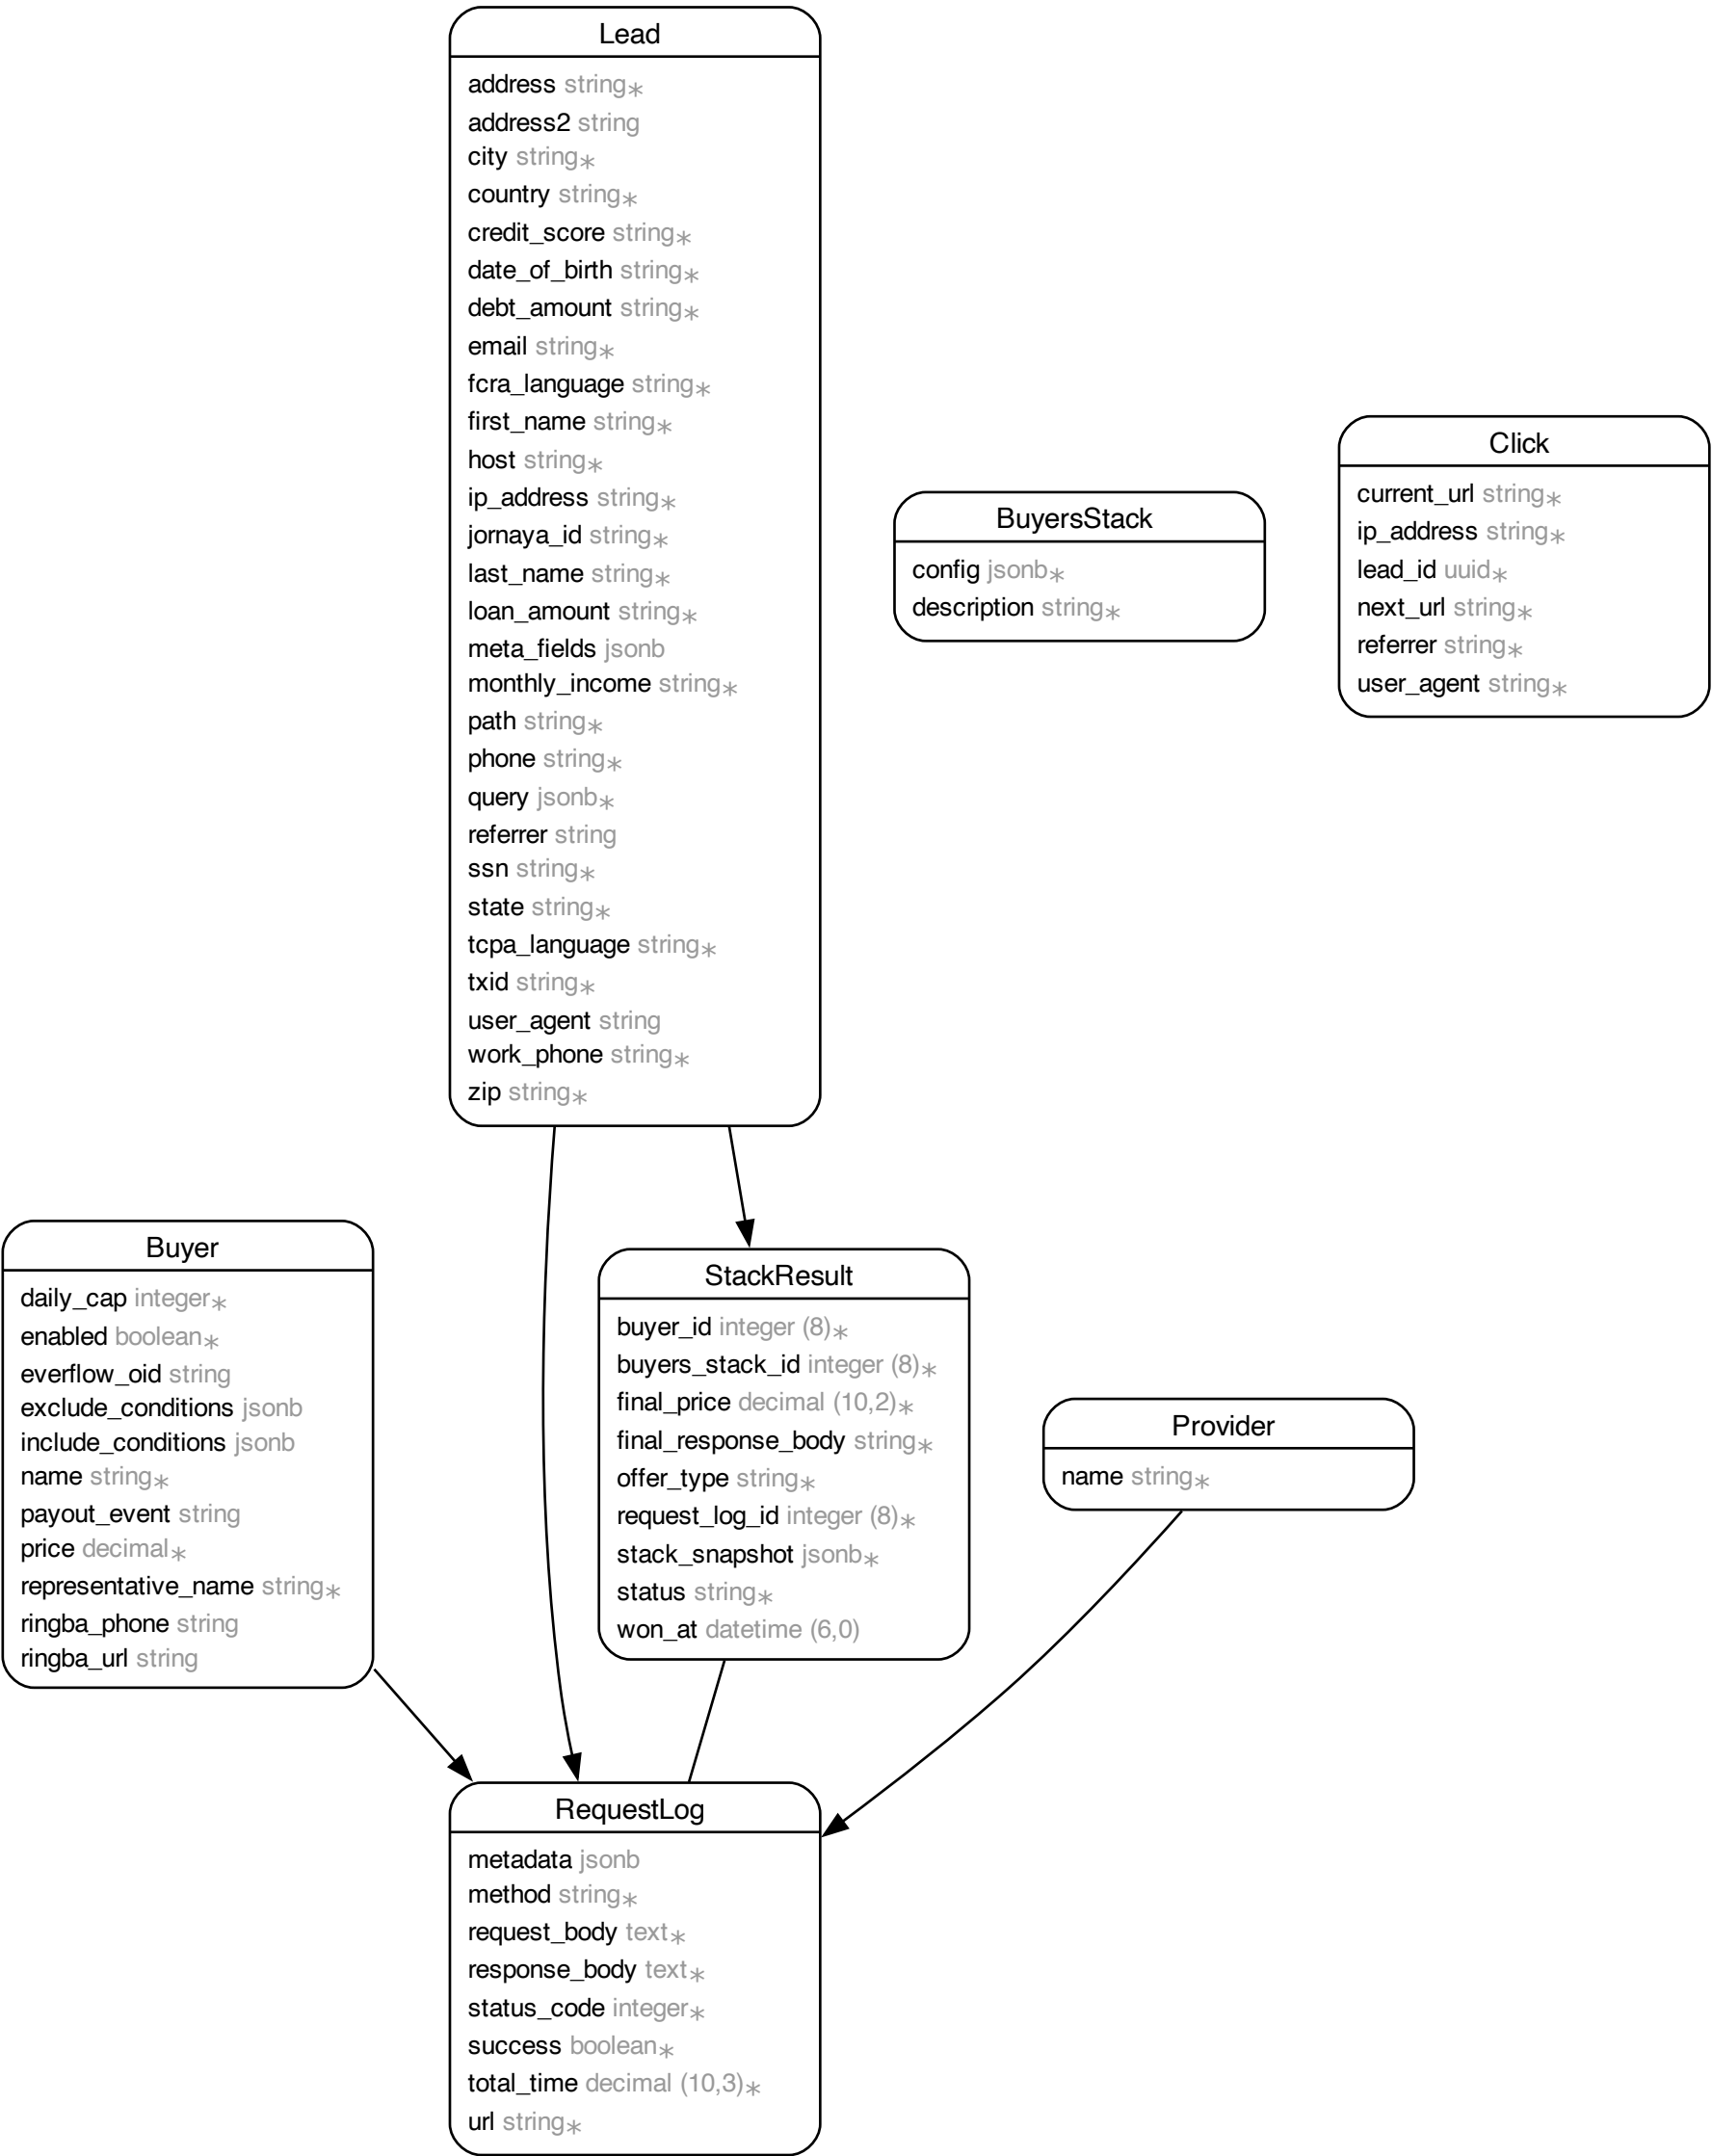 Lead
address string*
address2 string
city string*
country string*
credit_score string*
date_of_birth string*
debt_amount string*
email string*
fcra_language string*
first_name string*
host string*
ip_address string*
jornaya_id string*
last_name string*
loan_amount string*
meta_fields jsonb
monthly_income string*
path string*
phone string*
query jsonb*
referrer string
ssn string*
state string*
tcpa_language string*
txid string*
user_agent string
work_phone string*
zip string*
BuyersStack
config jsonb*
description string*
Click
current_url string*
ip_address string*
lead_id uuid*
next_url string*
referrer string*
user_agent string*
Buyer
daily_cap integer*
enabled boolean*
everflow_oid string
exclude_conditions jsonb
include_conditions jsonb
name string*
payout_event string
price decimal*
representative_name string*
ringba_phone string
ringba_url string
StackResult
buyer_id integer (8)*
buyers_stack_id integer (8)*
final_price decimal (10,2)*
final_response_body string*
offer_type string*
request_log_id integer (8)*
stack_snapshot jsonb*
status string*
won_at datetime (6,0)
Provider
name string*
RequestLog
metadata jsonb
method string*
request_body text*
response_body text*
status_code integer*
success boolean*
total_time decimal (10,3)*
url string*